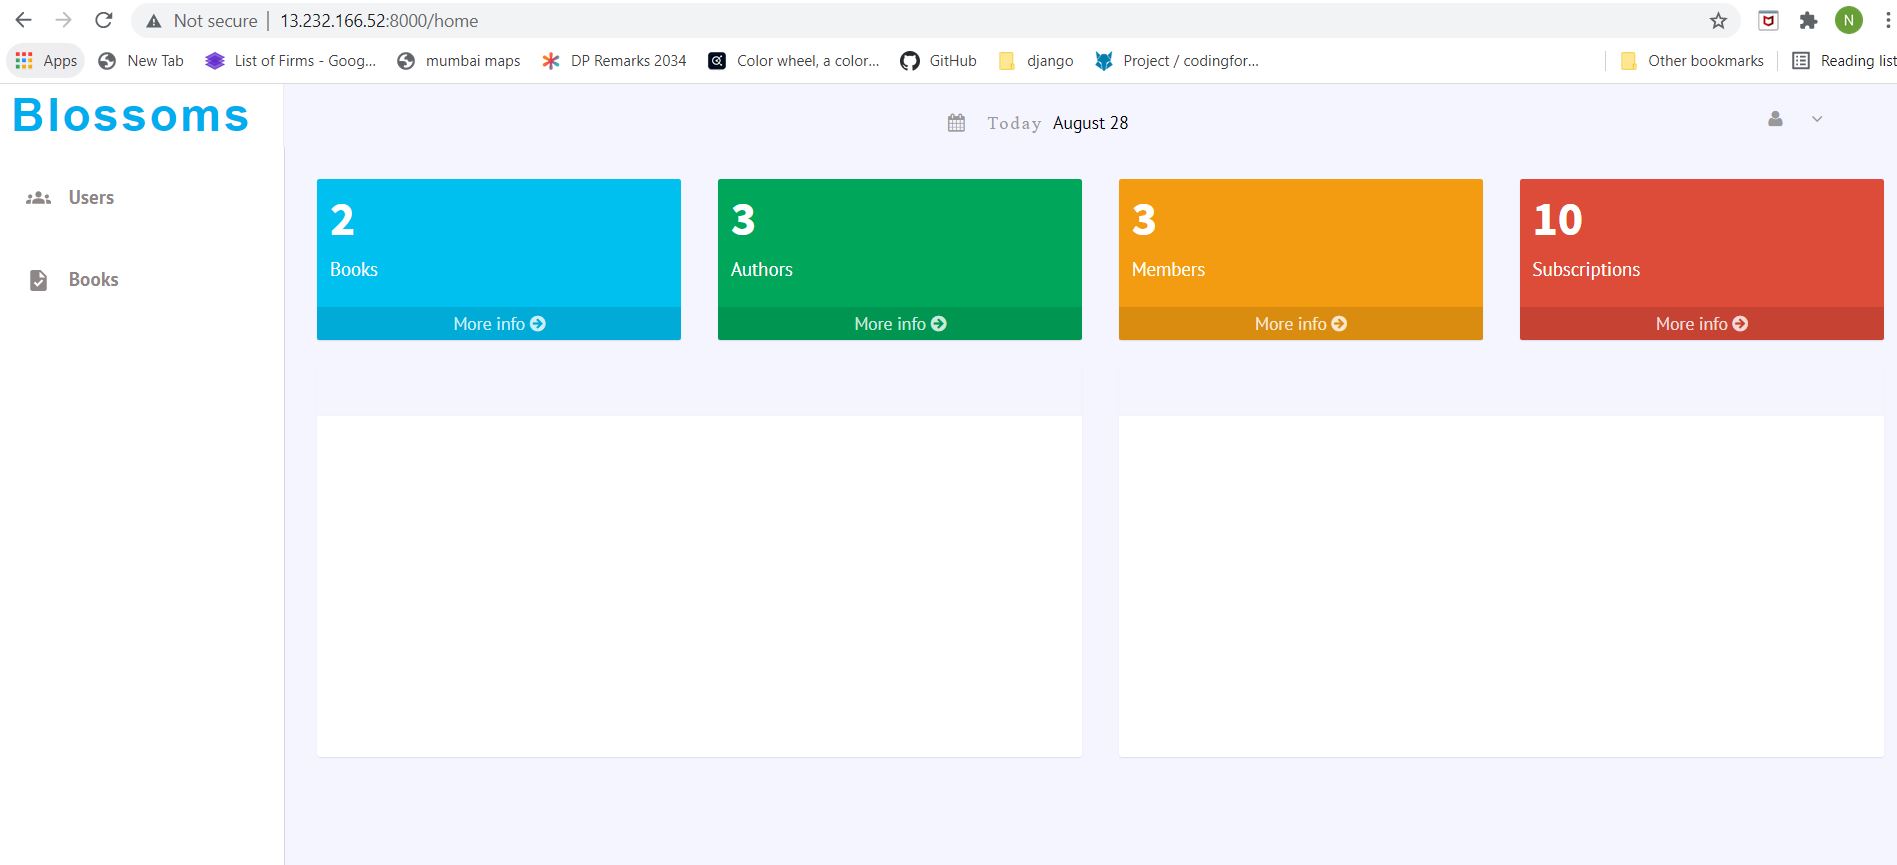 Not secure | 13.232.166.52:8000/home
N
Apps New Tab List of Firms - Goog... mumbai maps DP Remarks 2034 Color wheel, a color... GitHub django Project / codingfor... Other bookmarks Reading list
Blossoms
Today August 28
Users
Books
2
Books
More info
3
Authors
More info
3
Members
More info
10
Subscriptions
More info